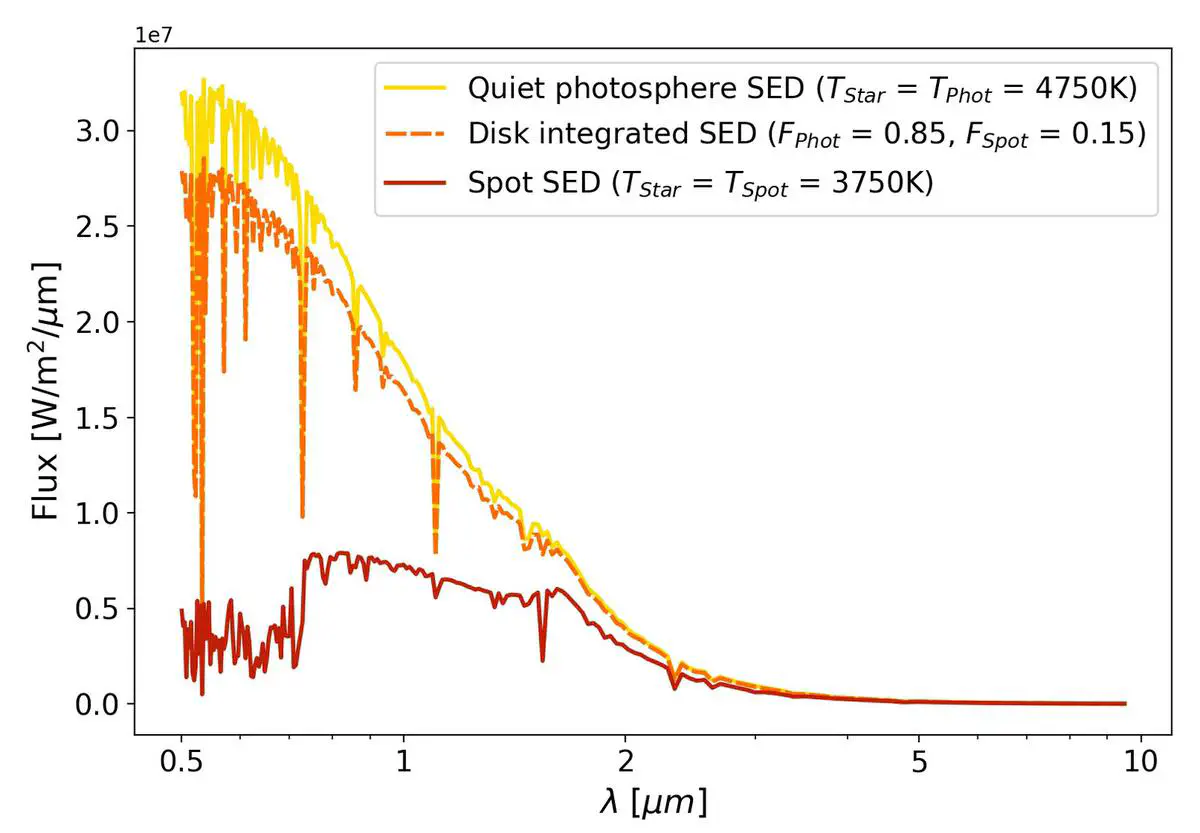 1e7
Quiet photosphere SED (T_Star = T_Phot = 4750K)
Disk integrated SED (F_Phot = 0.85, F_Spot = 0.15)
Spot SED (T_Star = T_Spot = 3750K)
Flux [W/m²/μm]
3.0
2.5
2.0
1.5
1.0
0.5
0.0
0.5 1 2 5 10
λ [μm]